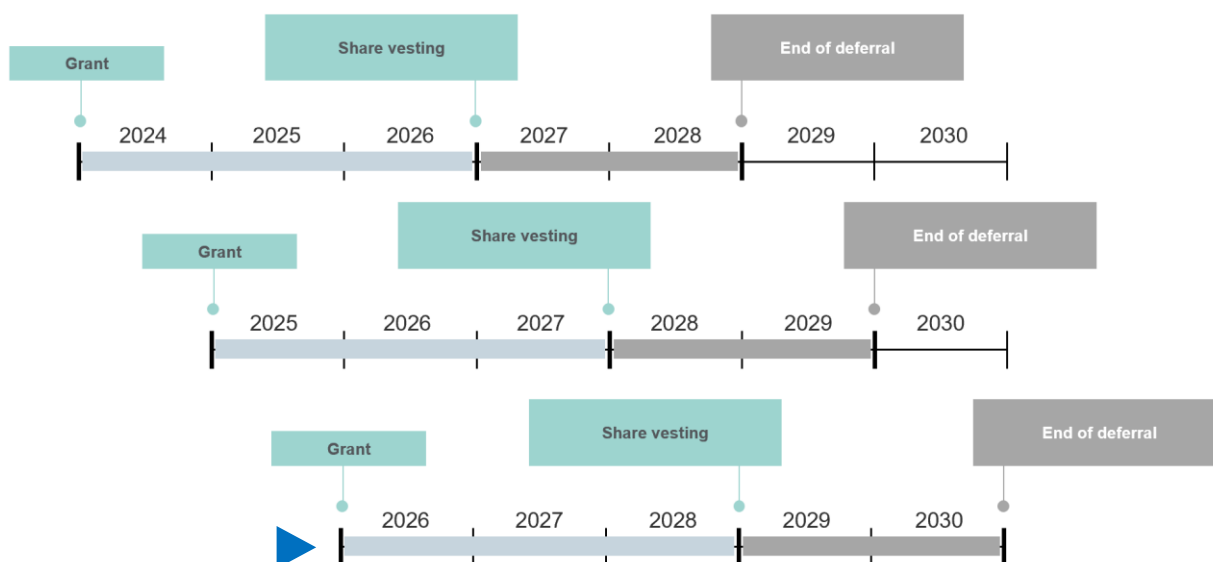 Grant
Share vesting
End of deferral
2024 2025 2026 2027 2028 2029 2030
Grant
Share vesting
End of deferral
2025 2026 2027 2028 2029 2030
Grant
Share vesting
End of deferral
2026 2027 2028 2029 2030